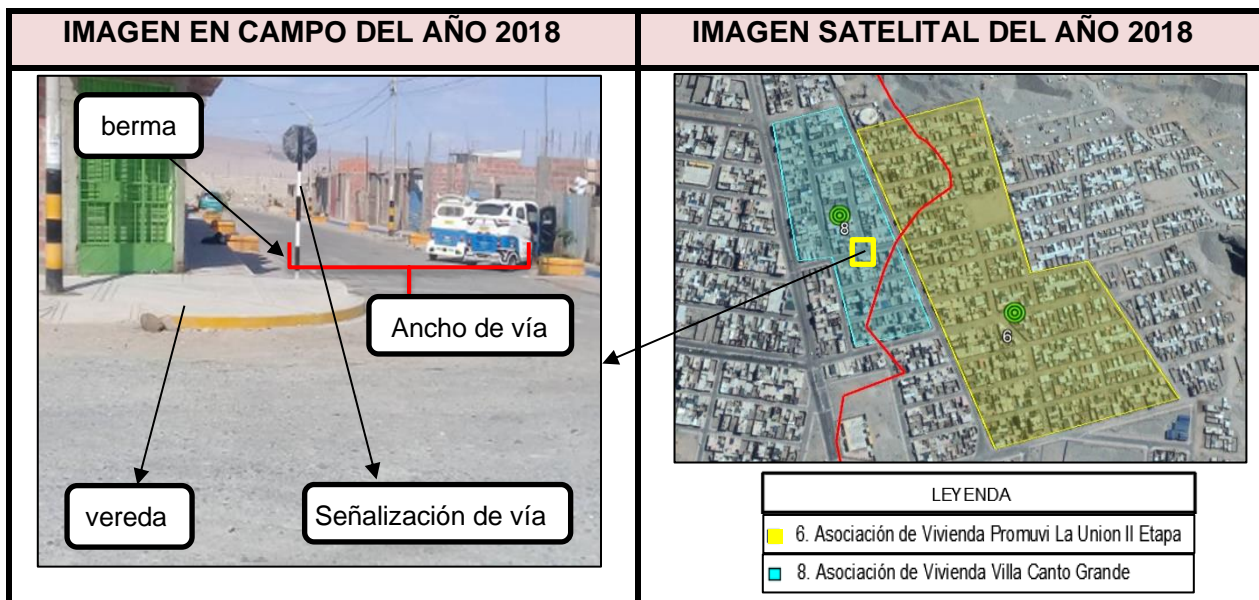 IMAGEN EN CAMPO DEL AÑO 2018
IMAGEN SATELITAL DEL AÑO 2018
berma
Ancho de vía
vereda
Señalización de vía
8
6
LEYENDA
6. Asociación de Vivienda Promuvi La Union II Etapa
8. Asociación de Vivienda Villa Canto Grande